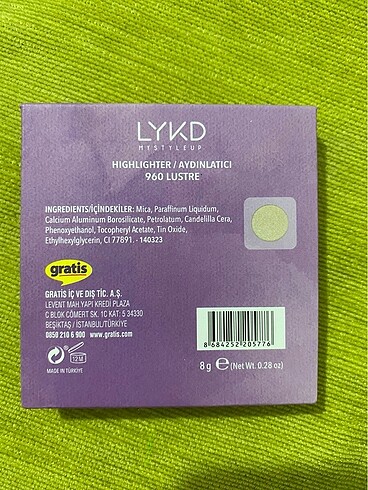 LYKD
MYSTYLEUP
HIGHLIGHTER / AYDINLATICI
960 LUSTRE
INGREDIENTS/İÇİNDEKİLER: Mica, Paraffinum Liquidum,
Calcium Aluminum Borosilicate, Petrolatum, Candelilla Cera,
Phenoxyethanol, Tocopheryl Acetate, Tin Oxide,
Ethylhexylglycerin, CI 77891. - 140323
gratis
GRATİS İÇ VE DIŞ TİC. A.Ş.
LEVENT MAH YAPI KREDİ PLAZA
C BLOK CÖMERT SK. 1C KAT: 5 34330
BEŞİKTAŞ / İSTANBUL/TÜRKİYE
0850 210 6 900 www.gratis.com
12M
MADE IN TÜRKİYE
8 684252 205776
8 g e (Net Wt. 0.28 oz)